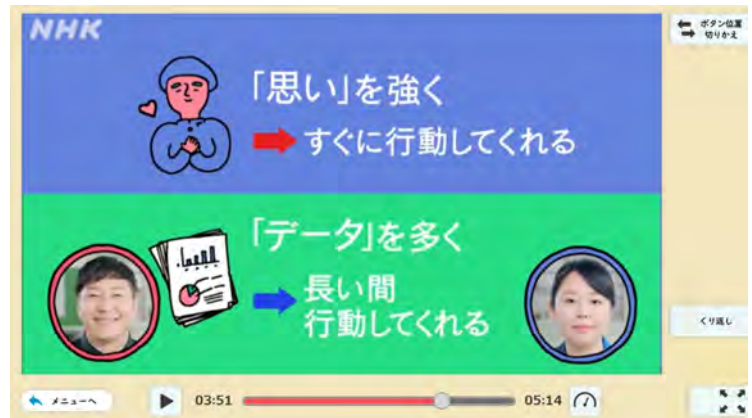 NHK
「思い」を強く
すぐに行動してくれる
「データ」を多く
長い間
行動してくれる
ボタン位置
切りかえ
くり返し
メニューへ
03:51
05:14